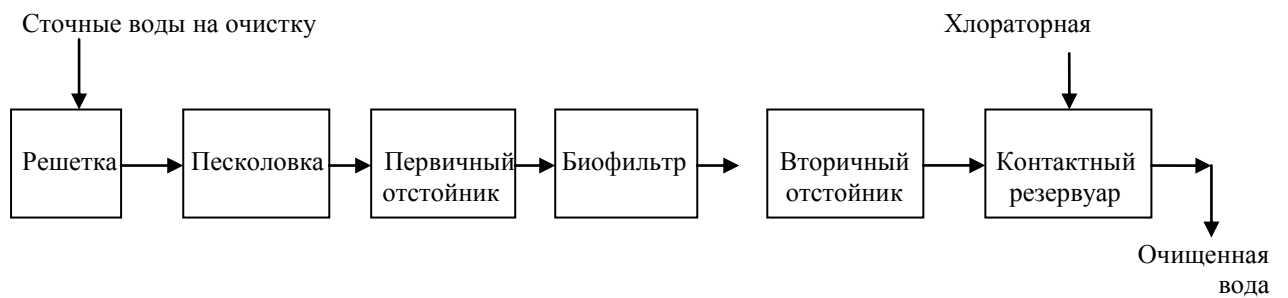 Сточные воды на очистку
Хлораторная
Решетка
Песколовка
Первичный
отстойник
Биофильтр
Вторичный
отстойник
Контактный
резервуар
Очищенная
вода